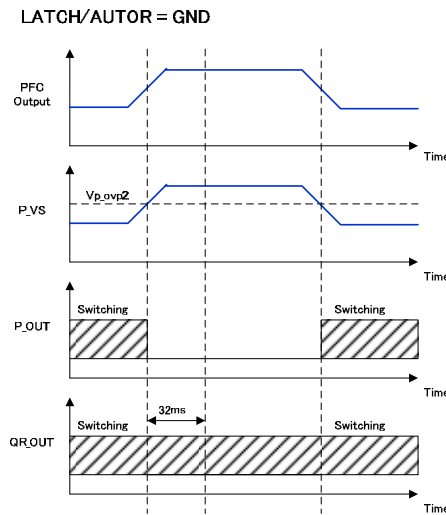 LATCH/AUTOR = GND
PFC
Output
Time
Vp_ovp2
P_VS
Time
Switching
Switching
P_OUT
Time
32ms
Switching
Switching
QR_OUT
Time